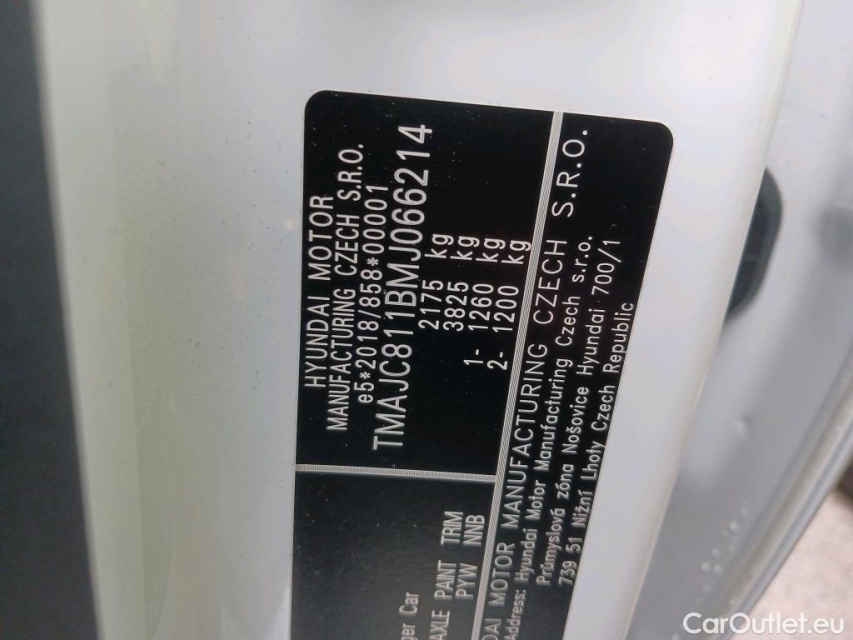 HYUNDAI MOTOR
MANUFACTURING CZECH S.R.O.
e5*2018/858*00001
TMAJC811BMJ066214
2175 kg
3825 kg
1- 1260 kg
2- 1200 kg
Car
AXLE PAINT TRIM
PYW NNB
MOTOR MANUFACTURING CZECH S.R.O.
Address: Hyundai Motor Manufacturing Czech s.r.o.
Průmyslová zóna Nošovice Hyundai 700/1
739 51 Nižní Lhoty Czech Republic
CarOutlet.eu